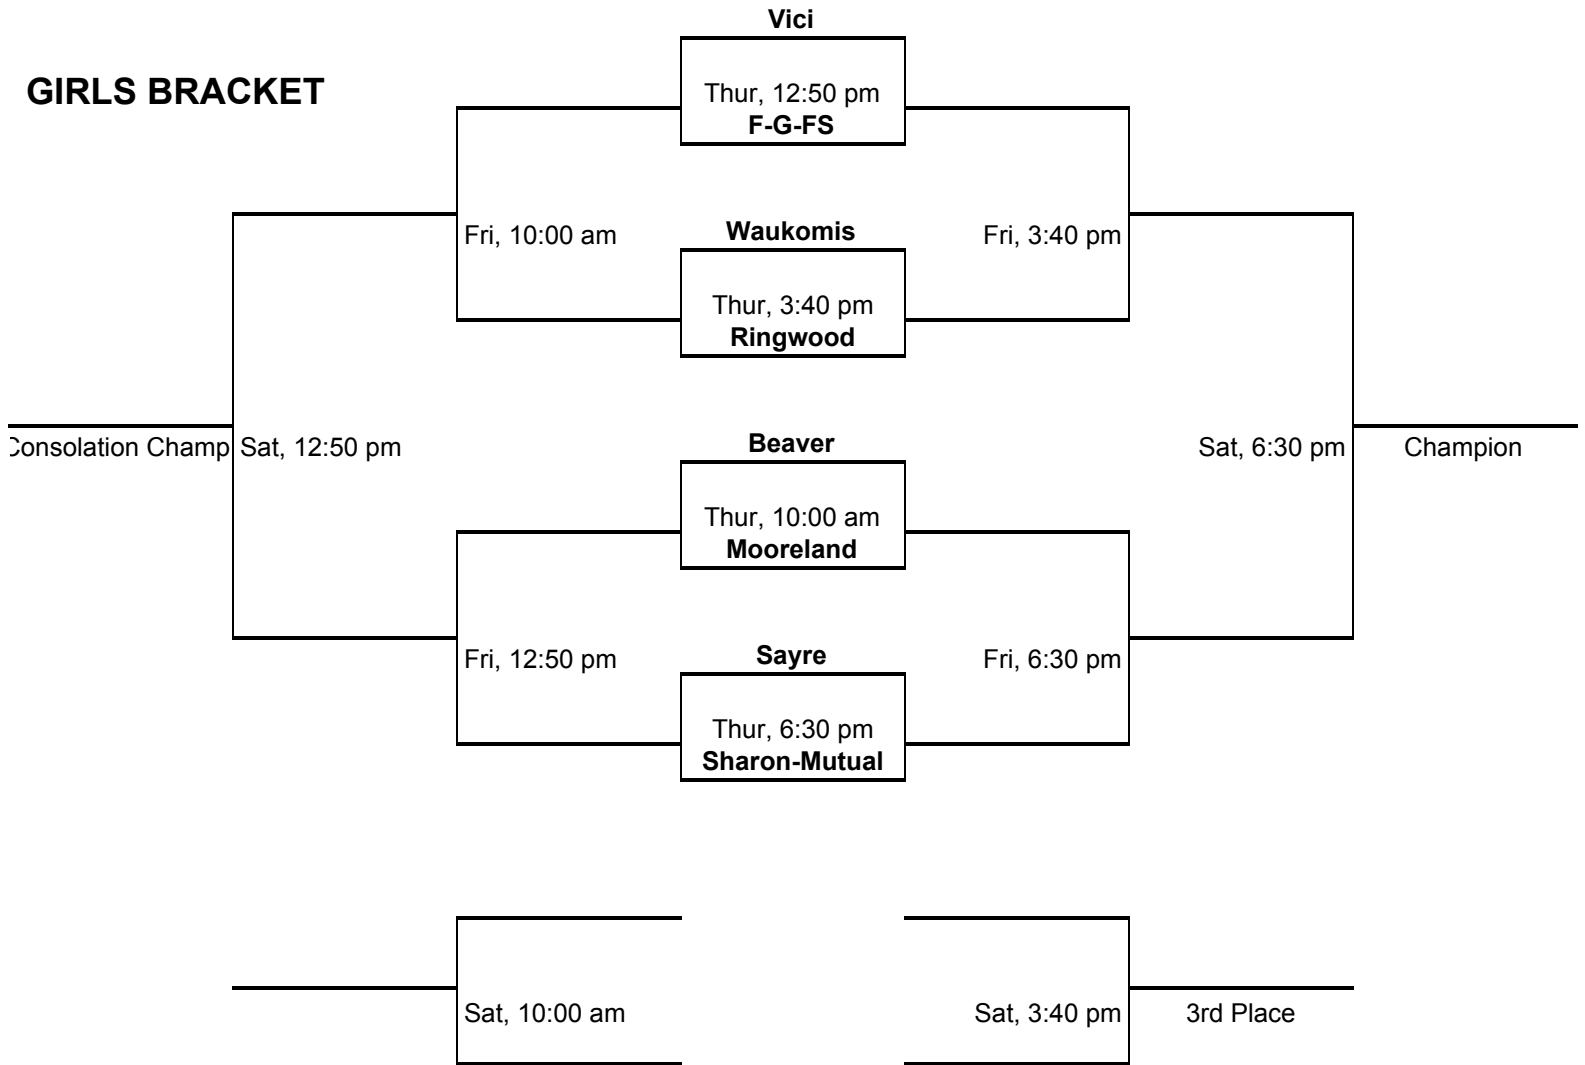 Vici
GIRLS BRACKET
Thur, 12:50 pm
F-G-FS
Fri, 10:00 am
Waukomis
Fri, 3:40 pm
Thur, 3:40 pm
Ringwood
Consolation Champ
Sat, 12:50 pm
Beaver
Sat, 6:30 pm
Champion
Thur, 10:00 am
Mooreland
Fri, 12:50 pm
Sayre
Fri, 6:30 pm
Thur, 6:30 pm
Sharon-Mutual
Sat, 10:00 am
Sat, 3:40 pm
3rd Place